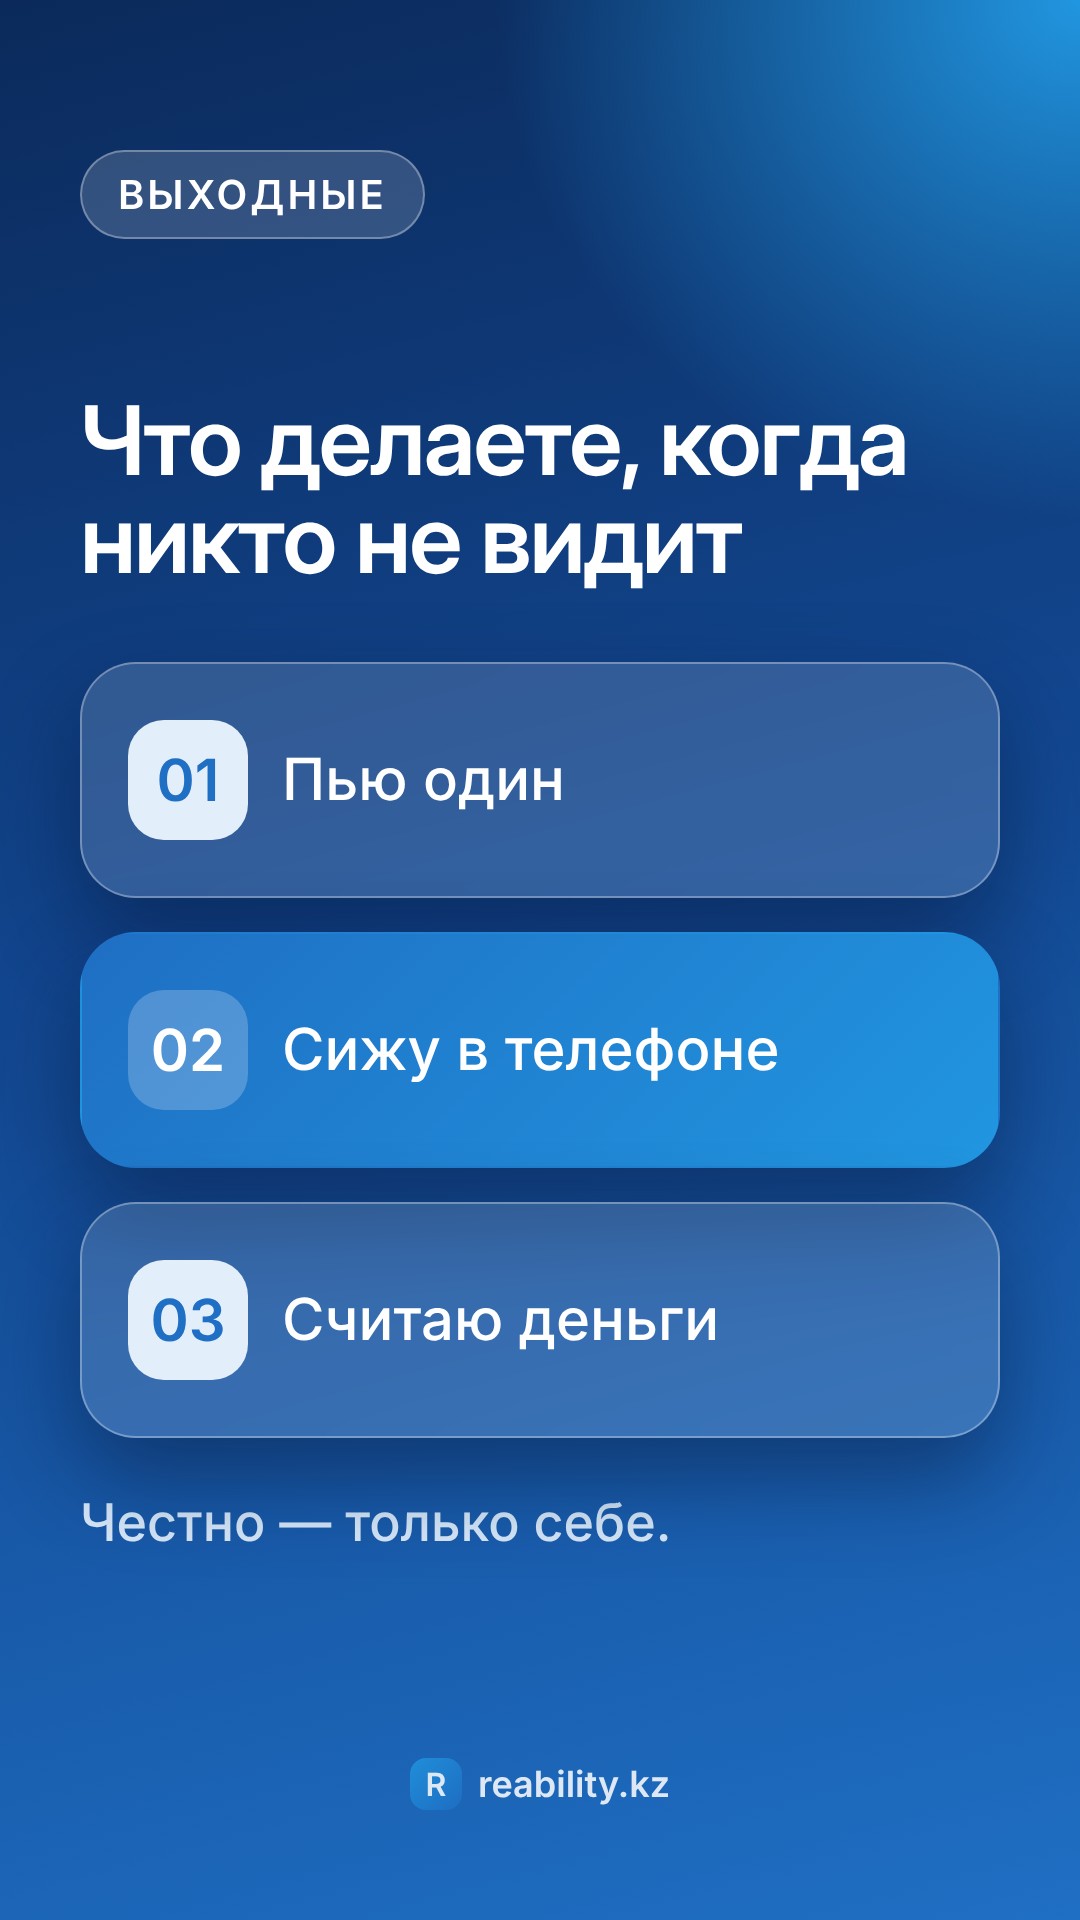 ВЫХОДНЫЕ
Что делаете, когда
никто не видит
01 Пью один
02 Сижу в телефоне
03 Считаю деньги
Честно — только себе.
R reability.kz